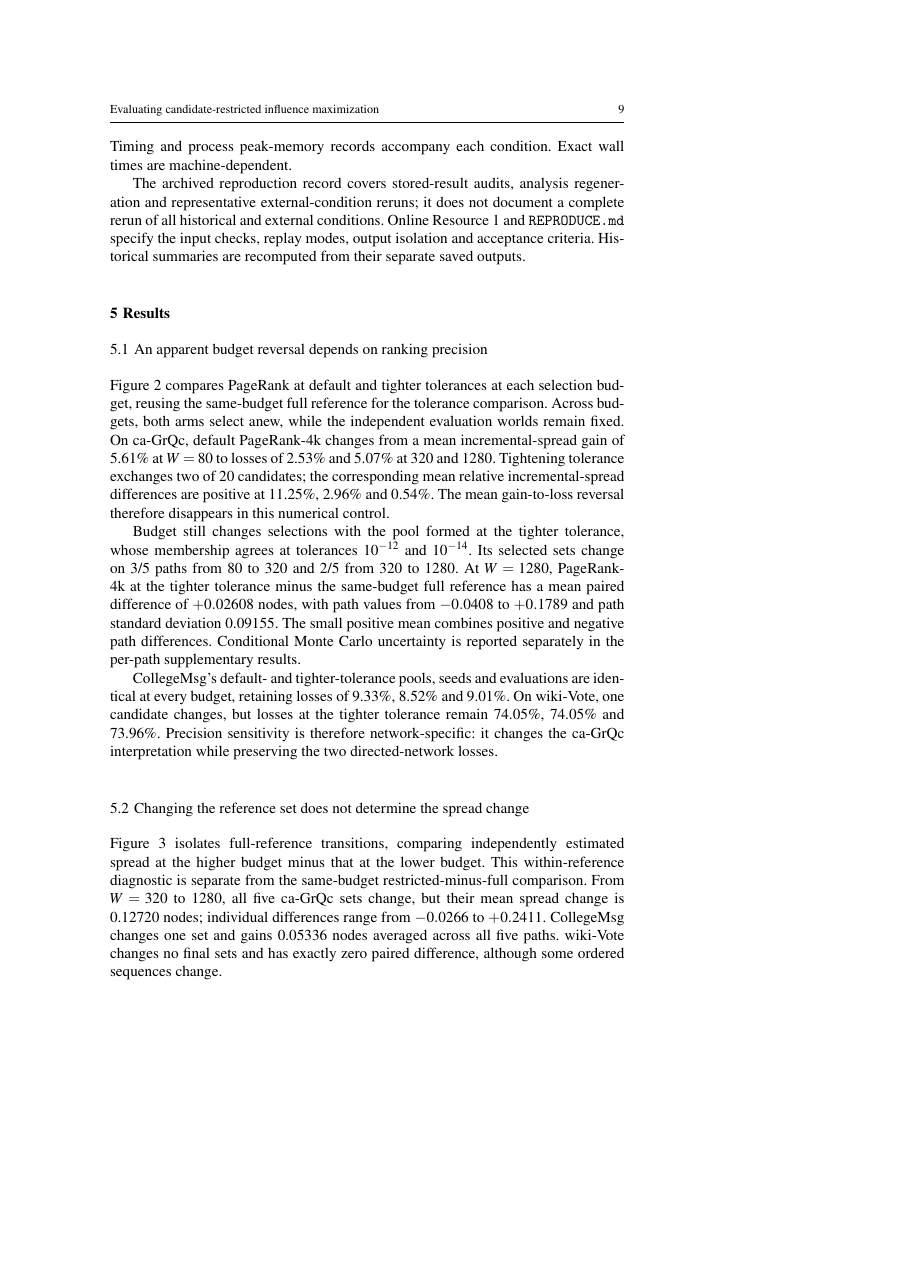 Evaluating candidate-restricted influence maximization 9
Timing and process peak-memory records accompany each condition. Exact wall
times are machine-dependent.
The archived reproduction record covers stored-result audits, analysis regener-
ation and representative external-condition reruns; it does not document a complete
rerun of all historical and external conditions. Online Resource 1 and REPRODUCE.md
specify the input checks, replay modes, output isolation and acceptance criteria. His-
torical summaries are recomputed from their separate saved outputs.
5 Results
5.1 An apparent budget reversal depends on ranking precision
Figure 2 compares PageRank at default and tighter tolerances at each selection bud-
get, reusing the same-budget full reference for the tolerance comparison. Across bud-
gets, both arms select anew, while the independent evaluation worlds remain fixed.
On ca-GrQc, default PageRank-4k changes from a mean incremental-spread gain of
5.61% at W = 80 to losses of 2.53% and 5.07% at 320 and 1280. Tightening tolerance
exchanges two of 20 candidates; the corresponding mean relative incremental-spread
differences are positive at 11.25%, 2.96% and 0.54%. The mean gain-to-loss reversal
therefore disappears in this numerical control.
Budget still changes selections with the pool formed at the tighter tolerance,
whose membership agrees at tolerances 10⁻¹² and 10⁻¹⁴. Its selected sets change
on 3/5 paths from 80 to 320 and 2/5 from 320 to 1280. At W = 1280, PageRank-
4k at the tighter tolerance minus the same-budget full reference has a mean paired
difference of +0.02608 nodes, with path values from −0.0408 to +0.1789 and path
standard deviation 0.09155. The small positive mean combines positive and negative
path differences. Conditional Monte Carlo uncertainty is reported separately in the
per-path supplementary results.
CollegeMsg's default- and tighter-tolerance pools, seeds and evaluations are iden-
tical at every budget, retaining losses of 9.33%, 8.52% and 9.01%. On wiki-Vote, one
candidate changes, but losses at the tighter tolerance remain 74.05%, 74.05% and
73.96%. Precision sensitivity is therefore network-specific: it changes the ca-GrQc
interpretation while preserving the two directed-network losses.
5.2 Changing the reference set does not determine the spread change
Figure 3 isolates full-reference transitions, comparing independently estimated
spread at the higher budget minus that at the lower budget. This within-reference
diagnostic is separate from the same-budget restricted-minus-full comparison. From
W = 320 to 1280, all five ca-GrQc sets change, but their mean spread change is
0.12720 nodes; individual differences range from −0.0266 to +0.2411. CollegeMsg
changes one set and gains 0.05336 nodes averaged across all five paths. wiki-Vote
changes no final sets and has exactly zero paired difference, although some ordered
sequences change.